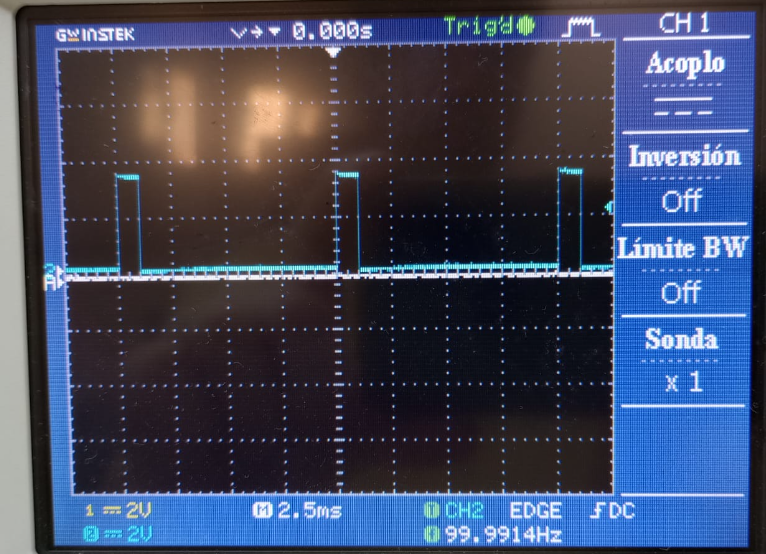 GW INSTEK 0.000s Trig'd CH 1
Acoplo
Inversión
Off
Límite BW
Off
Sonda
x 1
2
A
1 2V M 2.5ms T CH2 EDGE DC
2 2V T 99.9914Hz